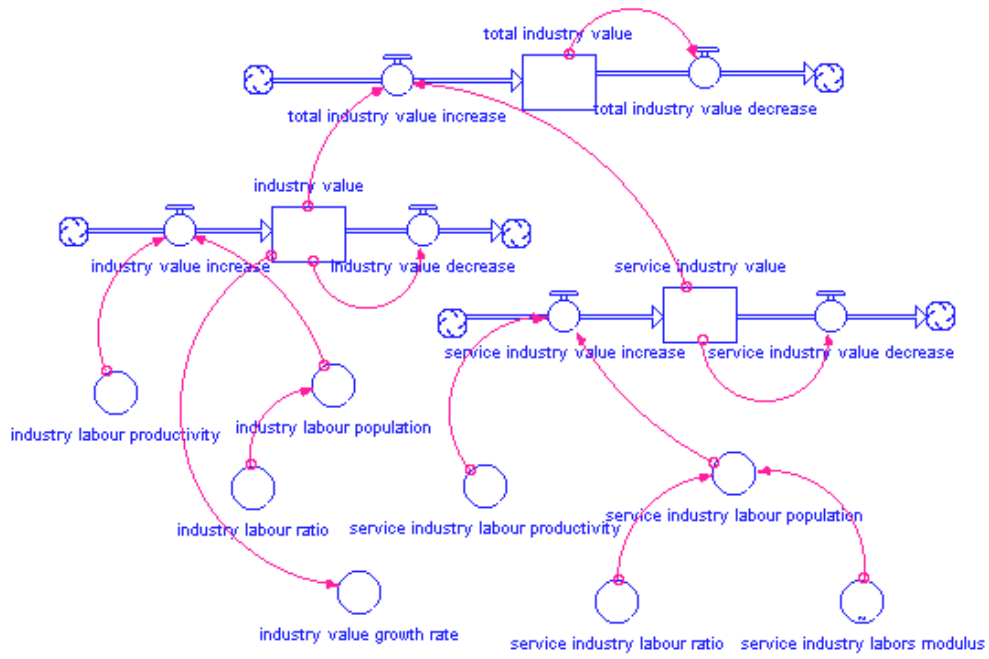 total industry value
total industry value increase
total industry value decrease
industry value
industry value increase
industry value decrease
service industry value
service industry value increase
service industry value decrease
industry labour productivity
industry labour population
industry labour ratio
service industry labour productivity
service industry labour population
industry value growth rate
service industry labour ratio
service industry labors modulus